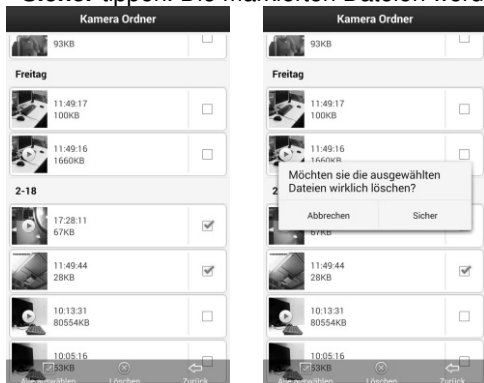 Sicher tippen. Die markierten Dateien werd
Kamera Ordner
93KB
Freitag
11:49:17
100KB
11:49:16
1660KB
2-18
17:28:11
67KB
11:49:44
28KB
10:13:31
80554KB
10:05:16
53KB
Alle auswählen Löschen Zurück
Kamera Ordner
93KB
Freitag
11:49:17
100KB
11:49:16
1660KB
Möchten sie die ausgewählten
Dateien wirklich löschen?
Abbrechen Sicher
67KB
11:49:44
28KB
10:13:31
80554KB
10:05:16
53KB
Alle auswählen Löschen Zurück